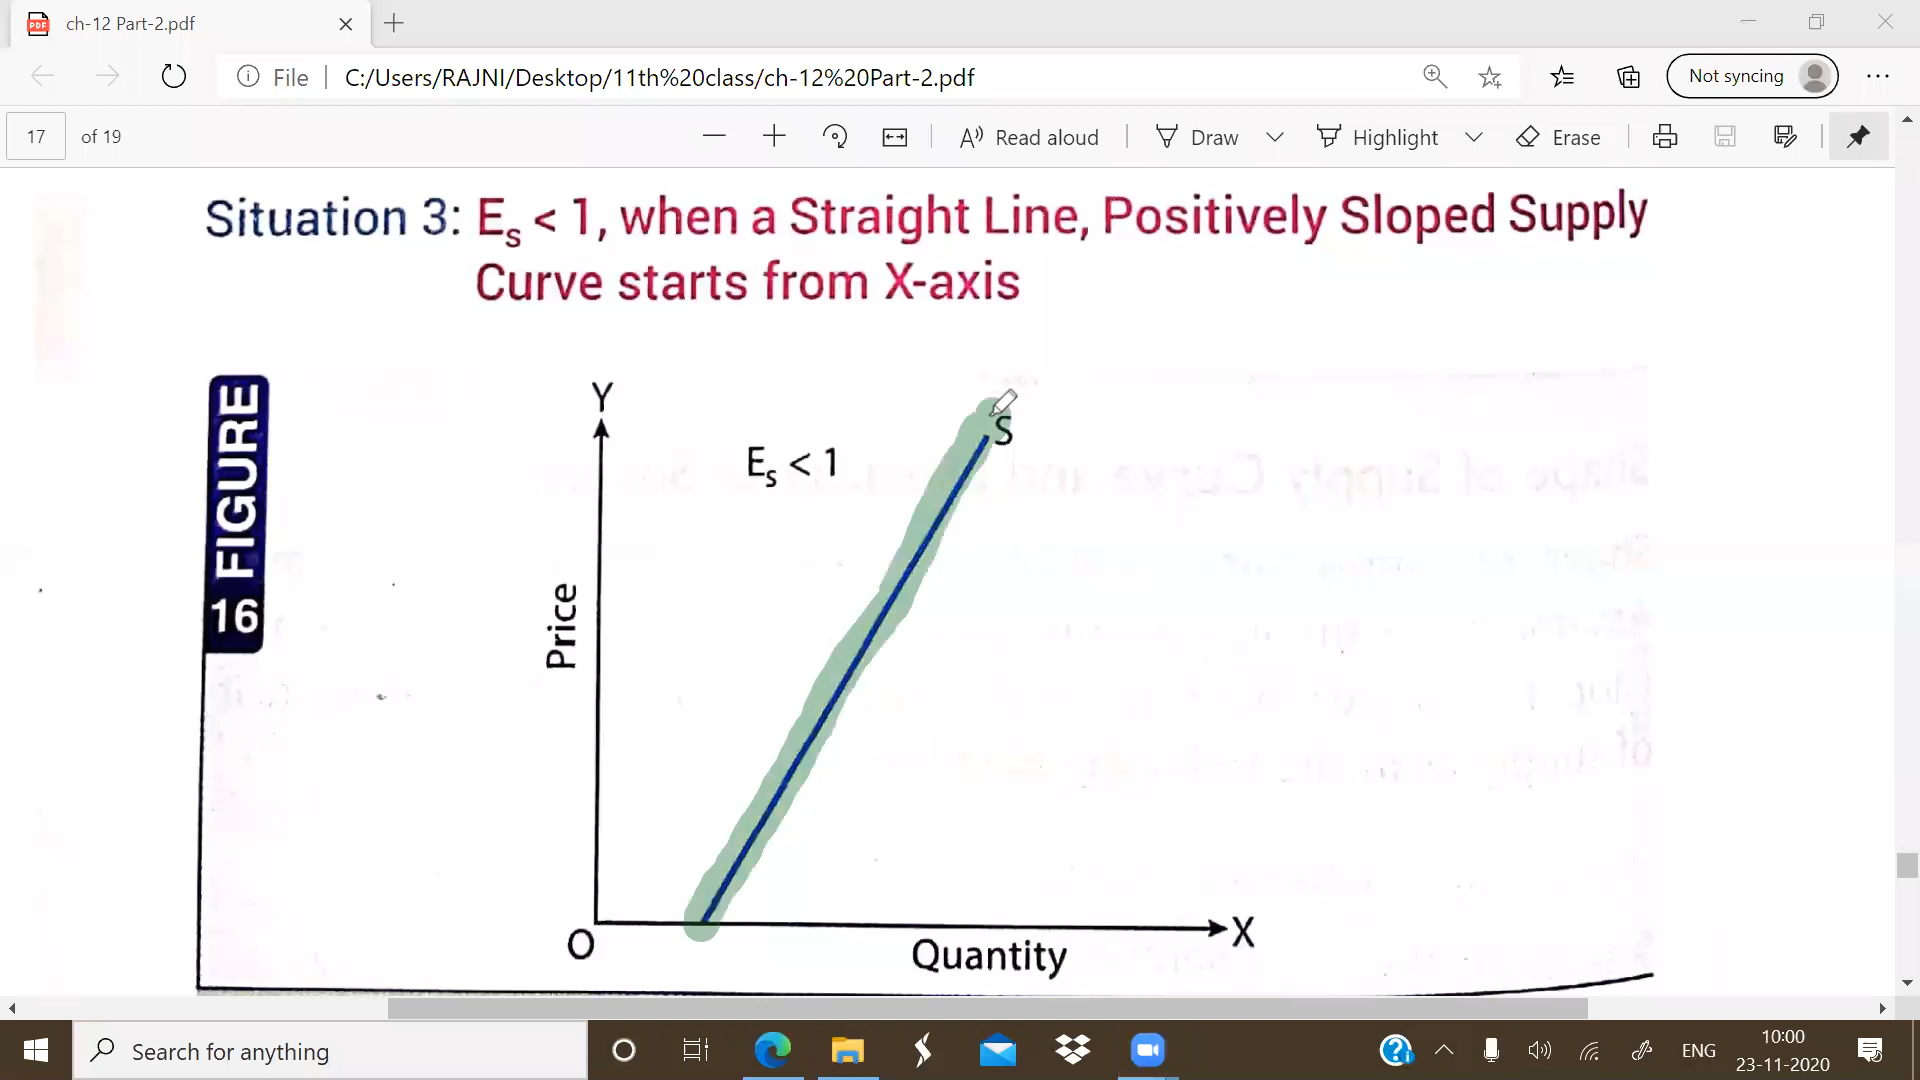 ch-12 Part-2.pdf
File
C:/Users/RAJNI/Desktop/11th%20class/ch-12%20Part-2.pdf
Not syncing
17 of 19
Read aloud
Draw
Highlight
Erase
Situation 3: Es < 1, when a Straight Line, Positively Sloped Supply
Curve starts from X-axis
FIGURE 16
Y
Es < 1
S
Price
O
X
Quantity
Search for anything
ENG
10:00
23-11-2020